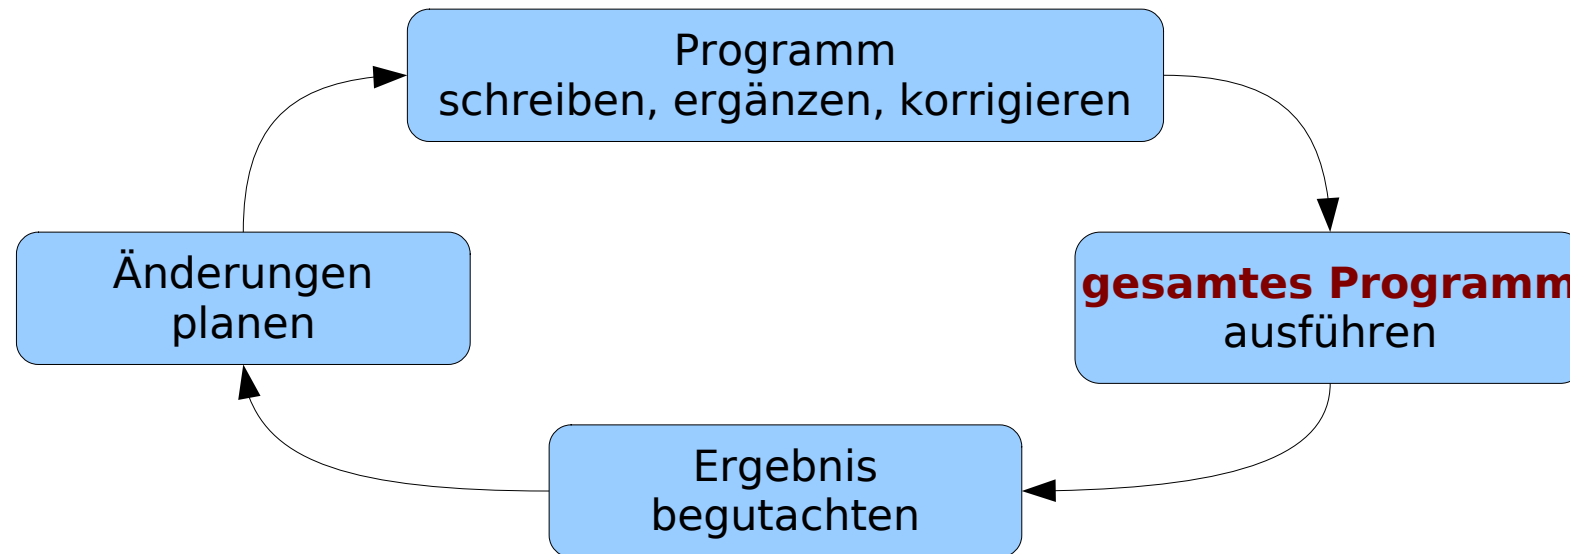 Programm
schreiben, ergänzen, korrigieren
Änderungen
planen
gesamtes Programm
ausführen
Ergebnis
begutachten